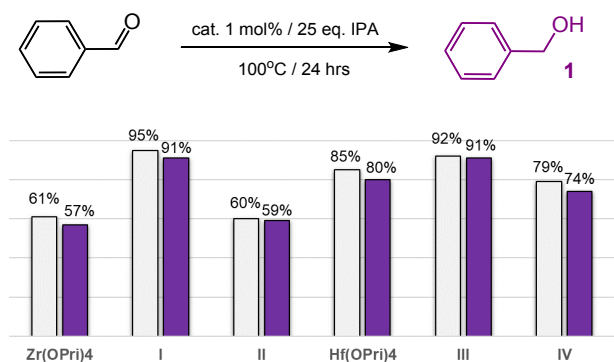 O
cat. 1 mol% / 25 eq. IPA
100°C / 24 hrs
OH
1
61% 57% 95% 91% 60% 59% 85% 80% 92% 91% 79% 74%
Zr(OPri)4 I II Hf(OPri)4 III IV